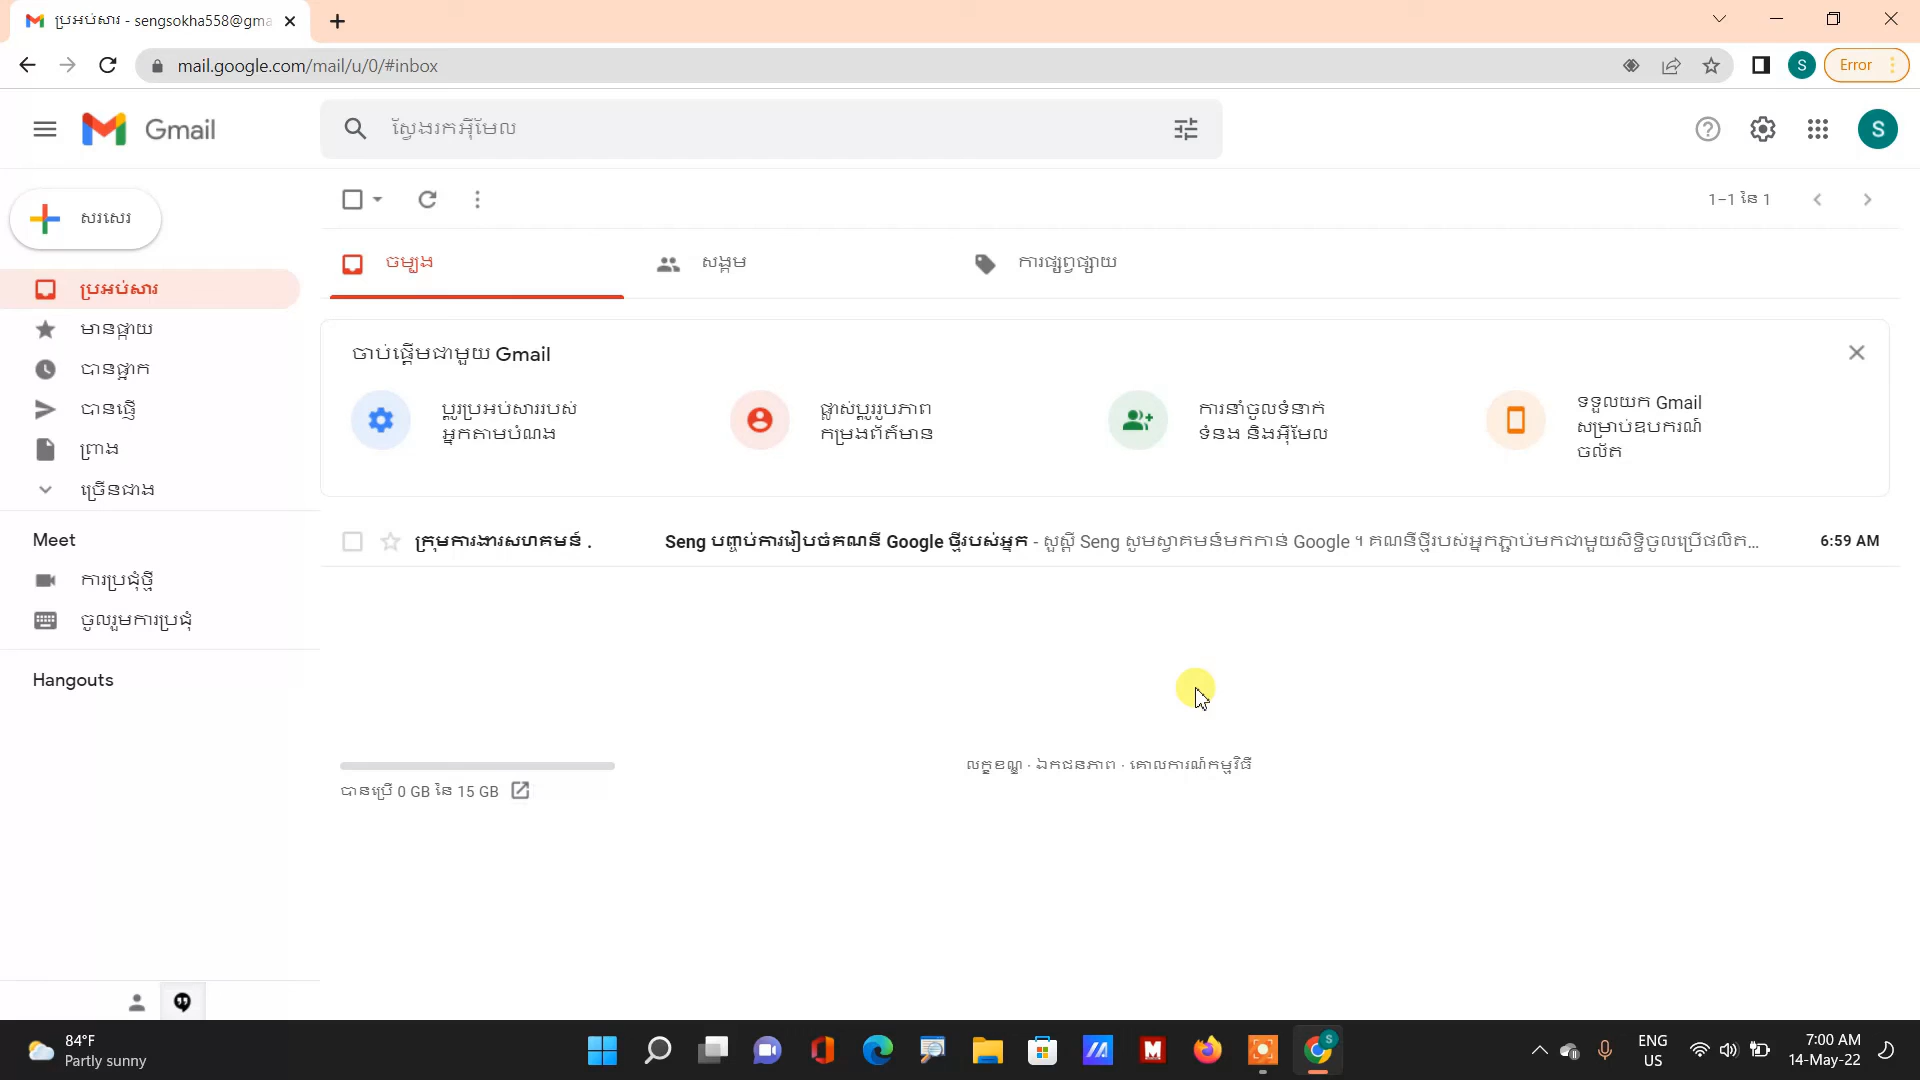 ប្រអប់សារ - sengsokha558@gma
mail.google.com/mail/u/0/#inbox
S
Error
Gmail
ស្វែងរកអ៊ីមែល
S
សរសេរ
1–1 នៃ 1
ប្រអប់សារ
ចម្បង
សង្គម
ការផ្សព្វផ្សាយ
មានផ្កាយ
បានផ្អាក
បានផ្ញើ
ព្រាង
ច្រើនជាង
ចាប់ផ្ដើមជាមួយ Gmail
ប្ដូរប្រអប់សាររបស់
អ្នកតាមបំណង
ផ្លាស់ប្ដូររូបភាព
កម្រងព័ត៌មាន
ការនាំចូលទំនាក់
ទំនង និងអ៊ីមែល
ទទួលយក Gmail
សម្រាប់ឧបករណ៍
ចល័ត
ក្រុមការងារសហគមន៍ .
Seng បញ្ចប់ការរៀបចំគណនី Google ថ្មីរបស់អ្នក - សួស្ដី Seng សូមស្វាគមន៍មកកាន់ Google ។ គណនីថ្មីរបស់អ្នកភ្ជាប់មកជាមួយសិទ្ធិចូលប្រើផលិត...
6:59 AM
Meet
ការប្រជុំថ្មី
ចូលរួមការប្រជុំ
Hangouts
លក្ខខណ្ឌ · ឯកជនភាព · គោលការណ៍កម្មវិធី
បានប្រើ 0 GB នៃ 15 GB
84°F
Partly sunny
ENG
US
7:00 AM
14-May-22